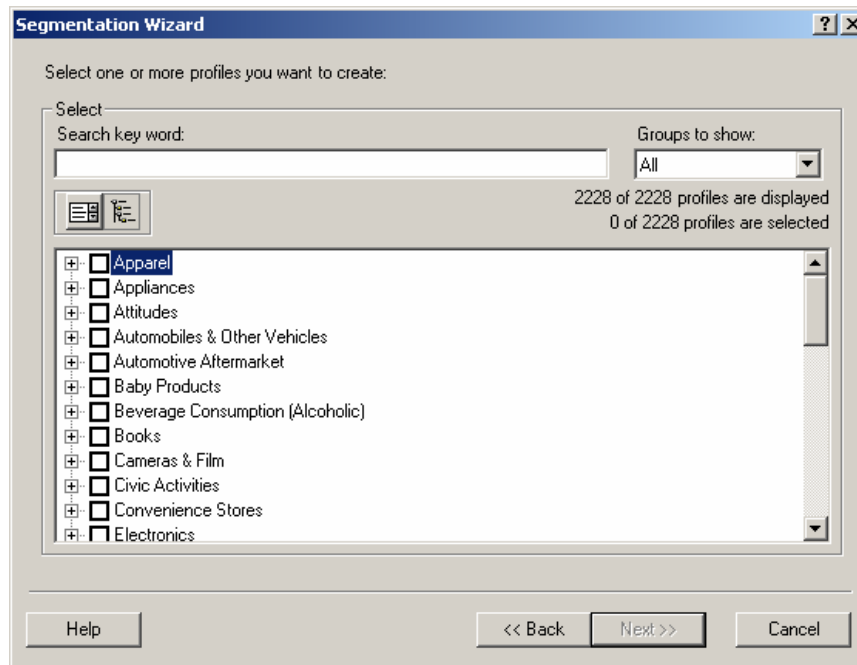 Segmentation Wizard
Select one or more profiles you want to create:
Select
Search key word:
Groups to show:
All
2228 of 2228 profiles are displayed
0 of 2228 profiles are selected
Apparel
Appliances
Attitudes
Automobiles & Other Vehicles
Automotive Aftermarket
Baby Products
Beverage Consumption (Alcoholic)
Books
Cameras & Film
Civic Activities
Convenience Stores
Electronics
Help
<< Back
Next >>
Cancel